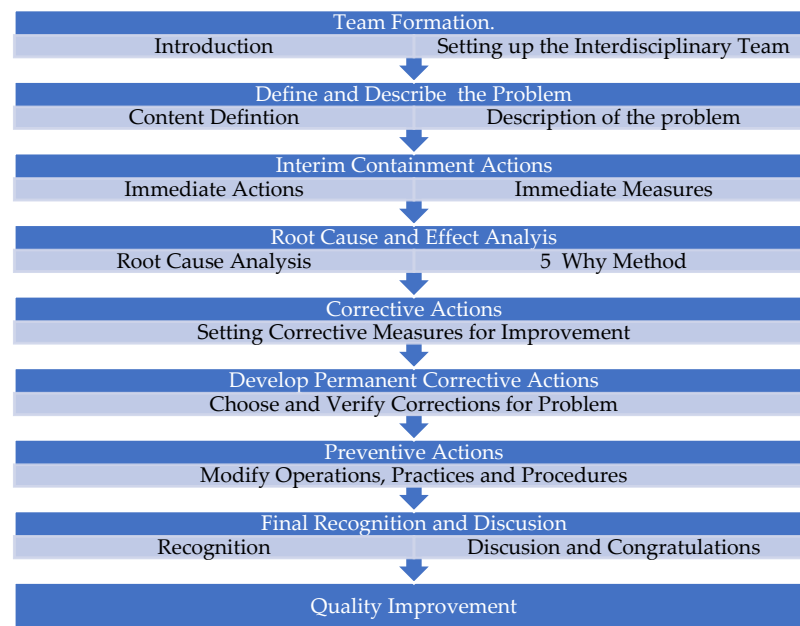 Team Formation.
Introduction Setting up the Interdisciplinary Team
Define and Describe the Problem
Content Defintion Description of the problem
Interim Containment Actions
Immediate Actions Immediate Measures
Root Cause and Effect Analyis
Root Cause Analysis 5 Why Method
Corrective Actions
Setting Corrective Measures for Improvement
Develop Permanent Corrective Actions
Choose and Verify Corrections for Problem
Preventive Actions
Modify Operations, Practices and Procedures
Final Recognition and Discusion
Recognition Discusion and Congratulations
Quality Improvement